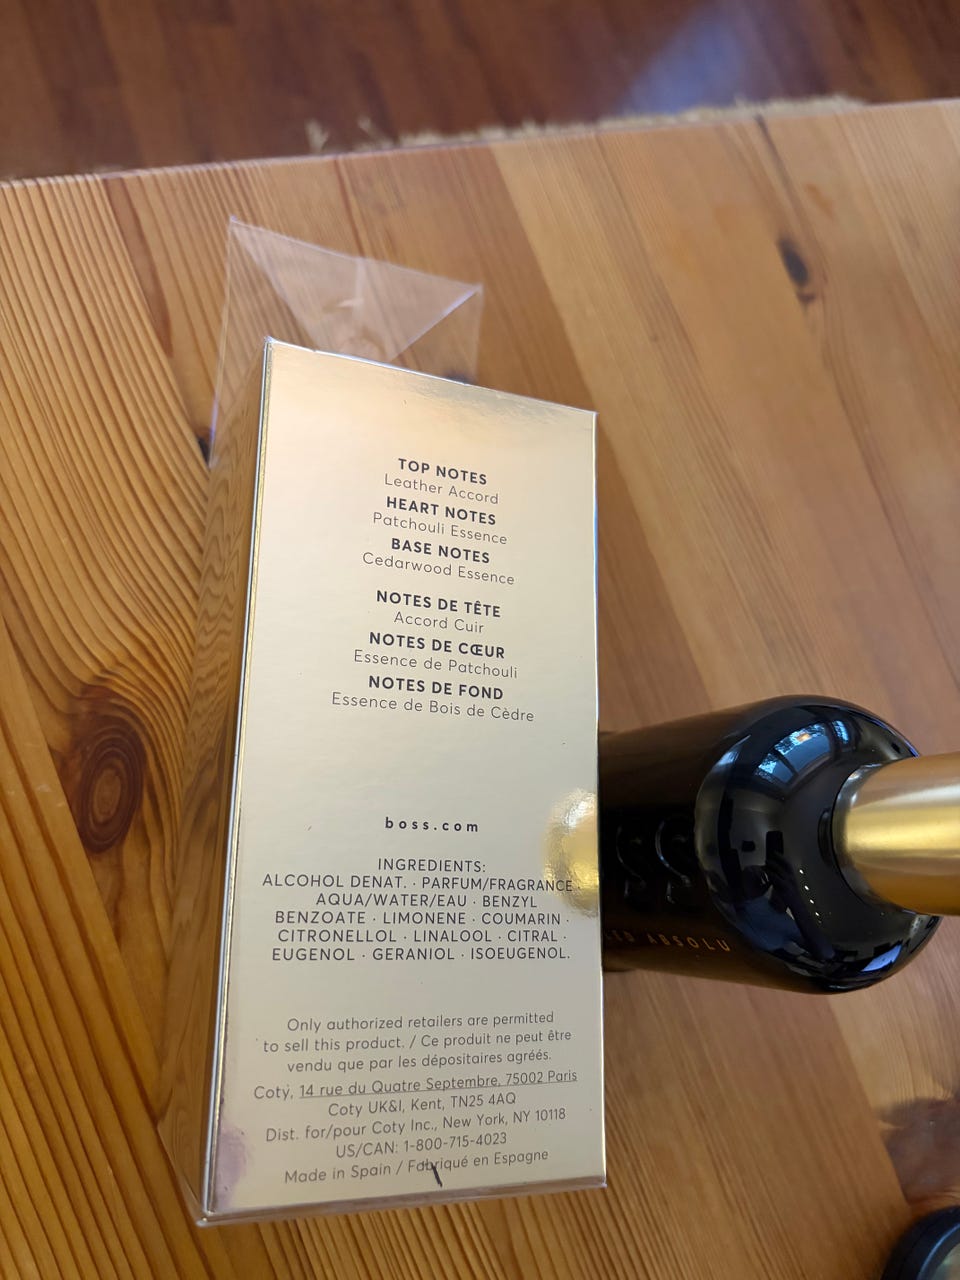 TOP NOTES
Leather Accord
HEART NOTES
Patchouli Essence
BASE NOTES
Cedarwood Essence
NOTES DE TÊTE
Accord Cuir
NOTES DE CŒUR
Essence de Patchouli
NOTES DE FOND
Essence de Bois de Cèdre
boss.com
INGREDIENTS:
ALCOHOL DENAT. · PARFUM/FRAGRANCE ·
AQUA/WATER/EAU · BENZYL
BENZOATE · LIMONENE · COUMARIN ·
CITRONELLOL · LINALOOL · CITRAL ·
EUGENOL · GERANIOL · ISOEUGENOL.
Only authorized retailers are permitted
to sell this product. / Ce produit ne peut être
vendu que par les dépositaires agréés.
Coty, 14 rue du Quatre Septembre, 75002 Paris
Coty UK&I, Kent, TN25 4AQ
Dist. for/pour Coty Inc., New York, NY 10118
US/CAN: 1-800-715-4023
Made in Spain / Fabriqué en Espagne
SS
ABSOLU